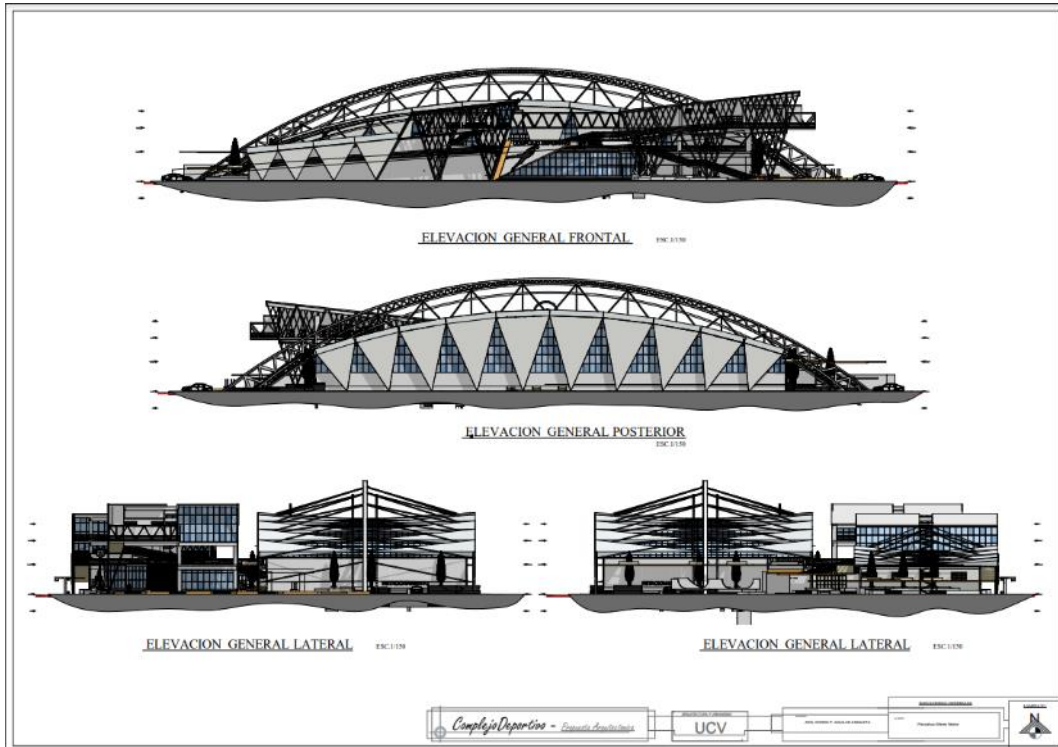 ELEVACION GENERAL FRONTAL
ESC.1/150
ELEVACION GENERAL POSTERIOR
ESC.1/150
ELEVACION GENERAL LATERAL
ESC.1/150
ELEVACION GENERAL LATERAL
ESC.1/150
Complejo Deportivo - Propuesta Arquitectónica
UCV